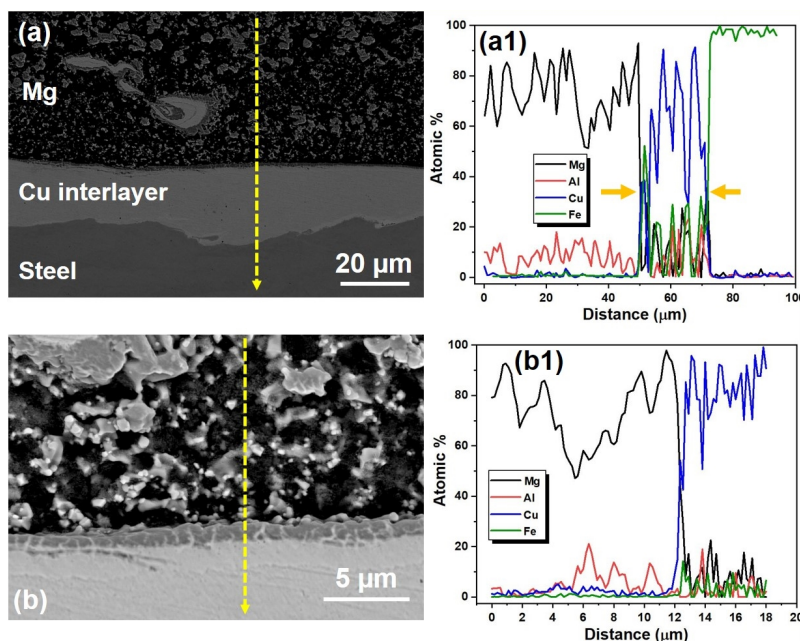 (a)
Mg
Cu interlayer
Steel
20 μm
(a1)
Atomic %
100
80
60
40
20
0
Mg
Al
Cu
Fe
0 20 40 60 80 100
Distance (μm)
(b)
5 μm
(b1)
Atomic %
100
80
60
40
20
0
Mg
Al
Cu
Fe
0 2 4 6 8 10 12 14 16 18 20
Distance (μm)